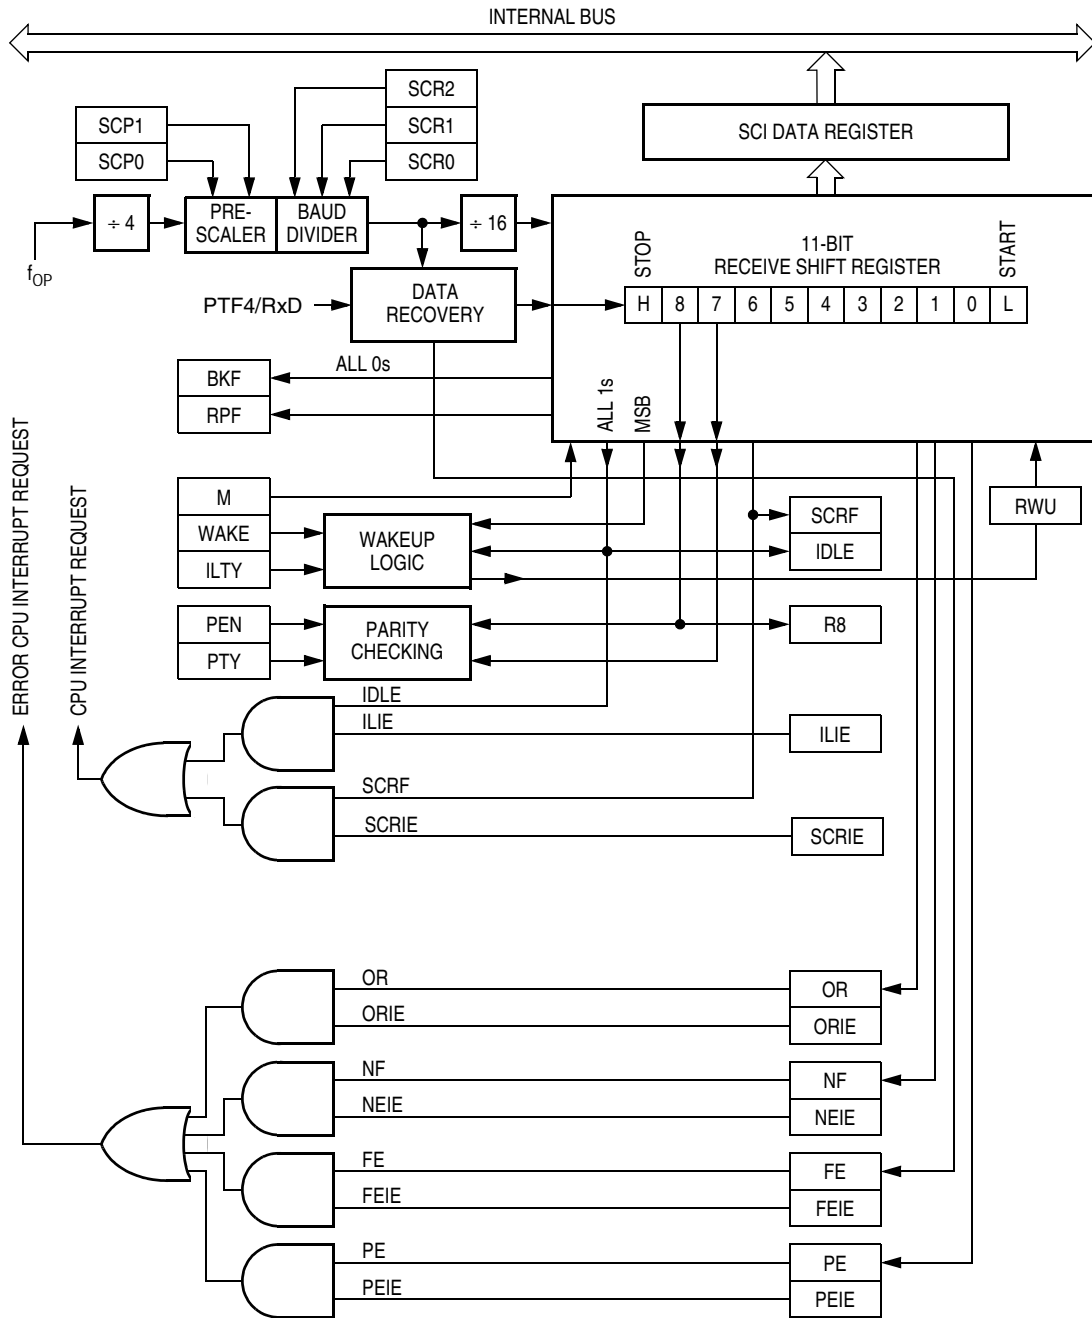 INTERNAL BUS
SCR2
SCR1
SCR0
SCP1
SCP0
SCI DATA REGISTER
÷ 4
PRE-
SCALER
BAUD
DIVIDER
÷ 16
fOP
STOP
11-BIT
RECEIVE SHIFT REGISTER
START
DATA
RECOVERY
PTF4/RxD
H 8 7 6 5 4 3 2 1 0 L
ALL 0s
BKF
RPF
ALL 1s
MSB
ERROR CPU INTERRUPT REQUEST
CPU INTERRUPT REQUEST
M
WAKE
ILTY
WAKEUP
LOGIC
SCRF
IDLE
RWU
PEN
PTY
PARITY
CHECKING
R8
IDLE
ILIE
ILIE
SCRF
SCRIE
SCRIE
OR
OR
ORIE
ORIE
NF
NF
NEIE
NEIE
FE
FE
FEIE
FEIE
PE
PE
PEIE
PEIE